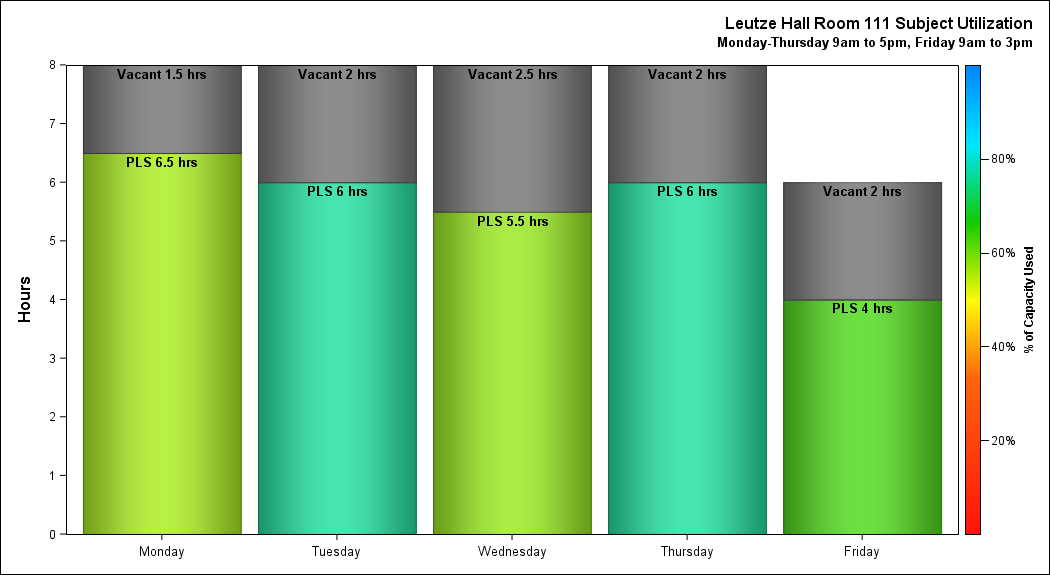 Leutze Hall Room 111 Subject Utilization
Monday-Thursday 9am to 5pm, Friday 9am to 3pm
Hours
8
7
6
5
4
3
2
1
0
Vacant 1.5 hrs
PLS 6.5 hrs
Vacant 2 hrs
PLS 6 hrs
Vacant 2.5 hrs
PLS 5.5 hrs
Vacant 2 hrs
PLS 6 hrs
Vacant 2 hrs
PLS 4 hrs
Monday
Tuesday
Wednesday
Thursday
Friday
80%
60%
40%
20%
% of Capacity Used